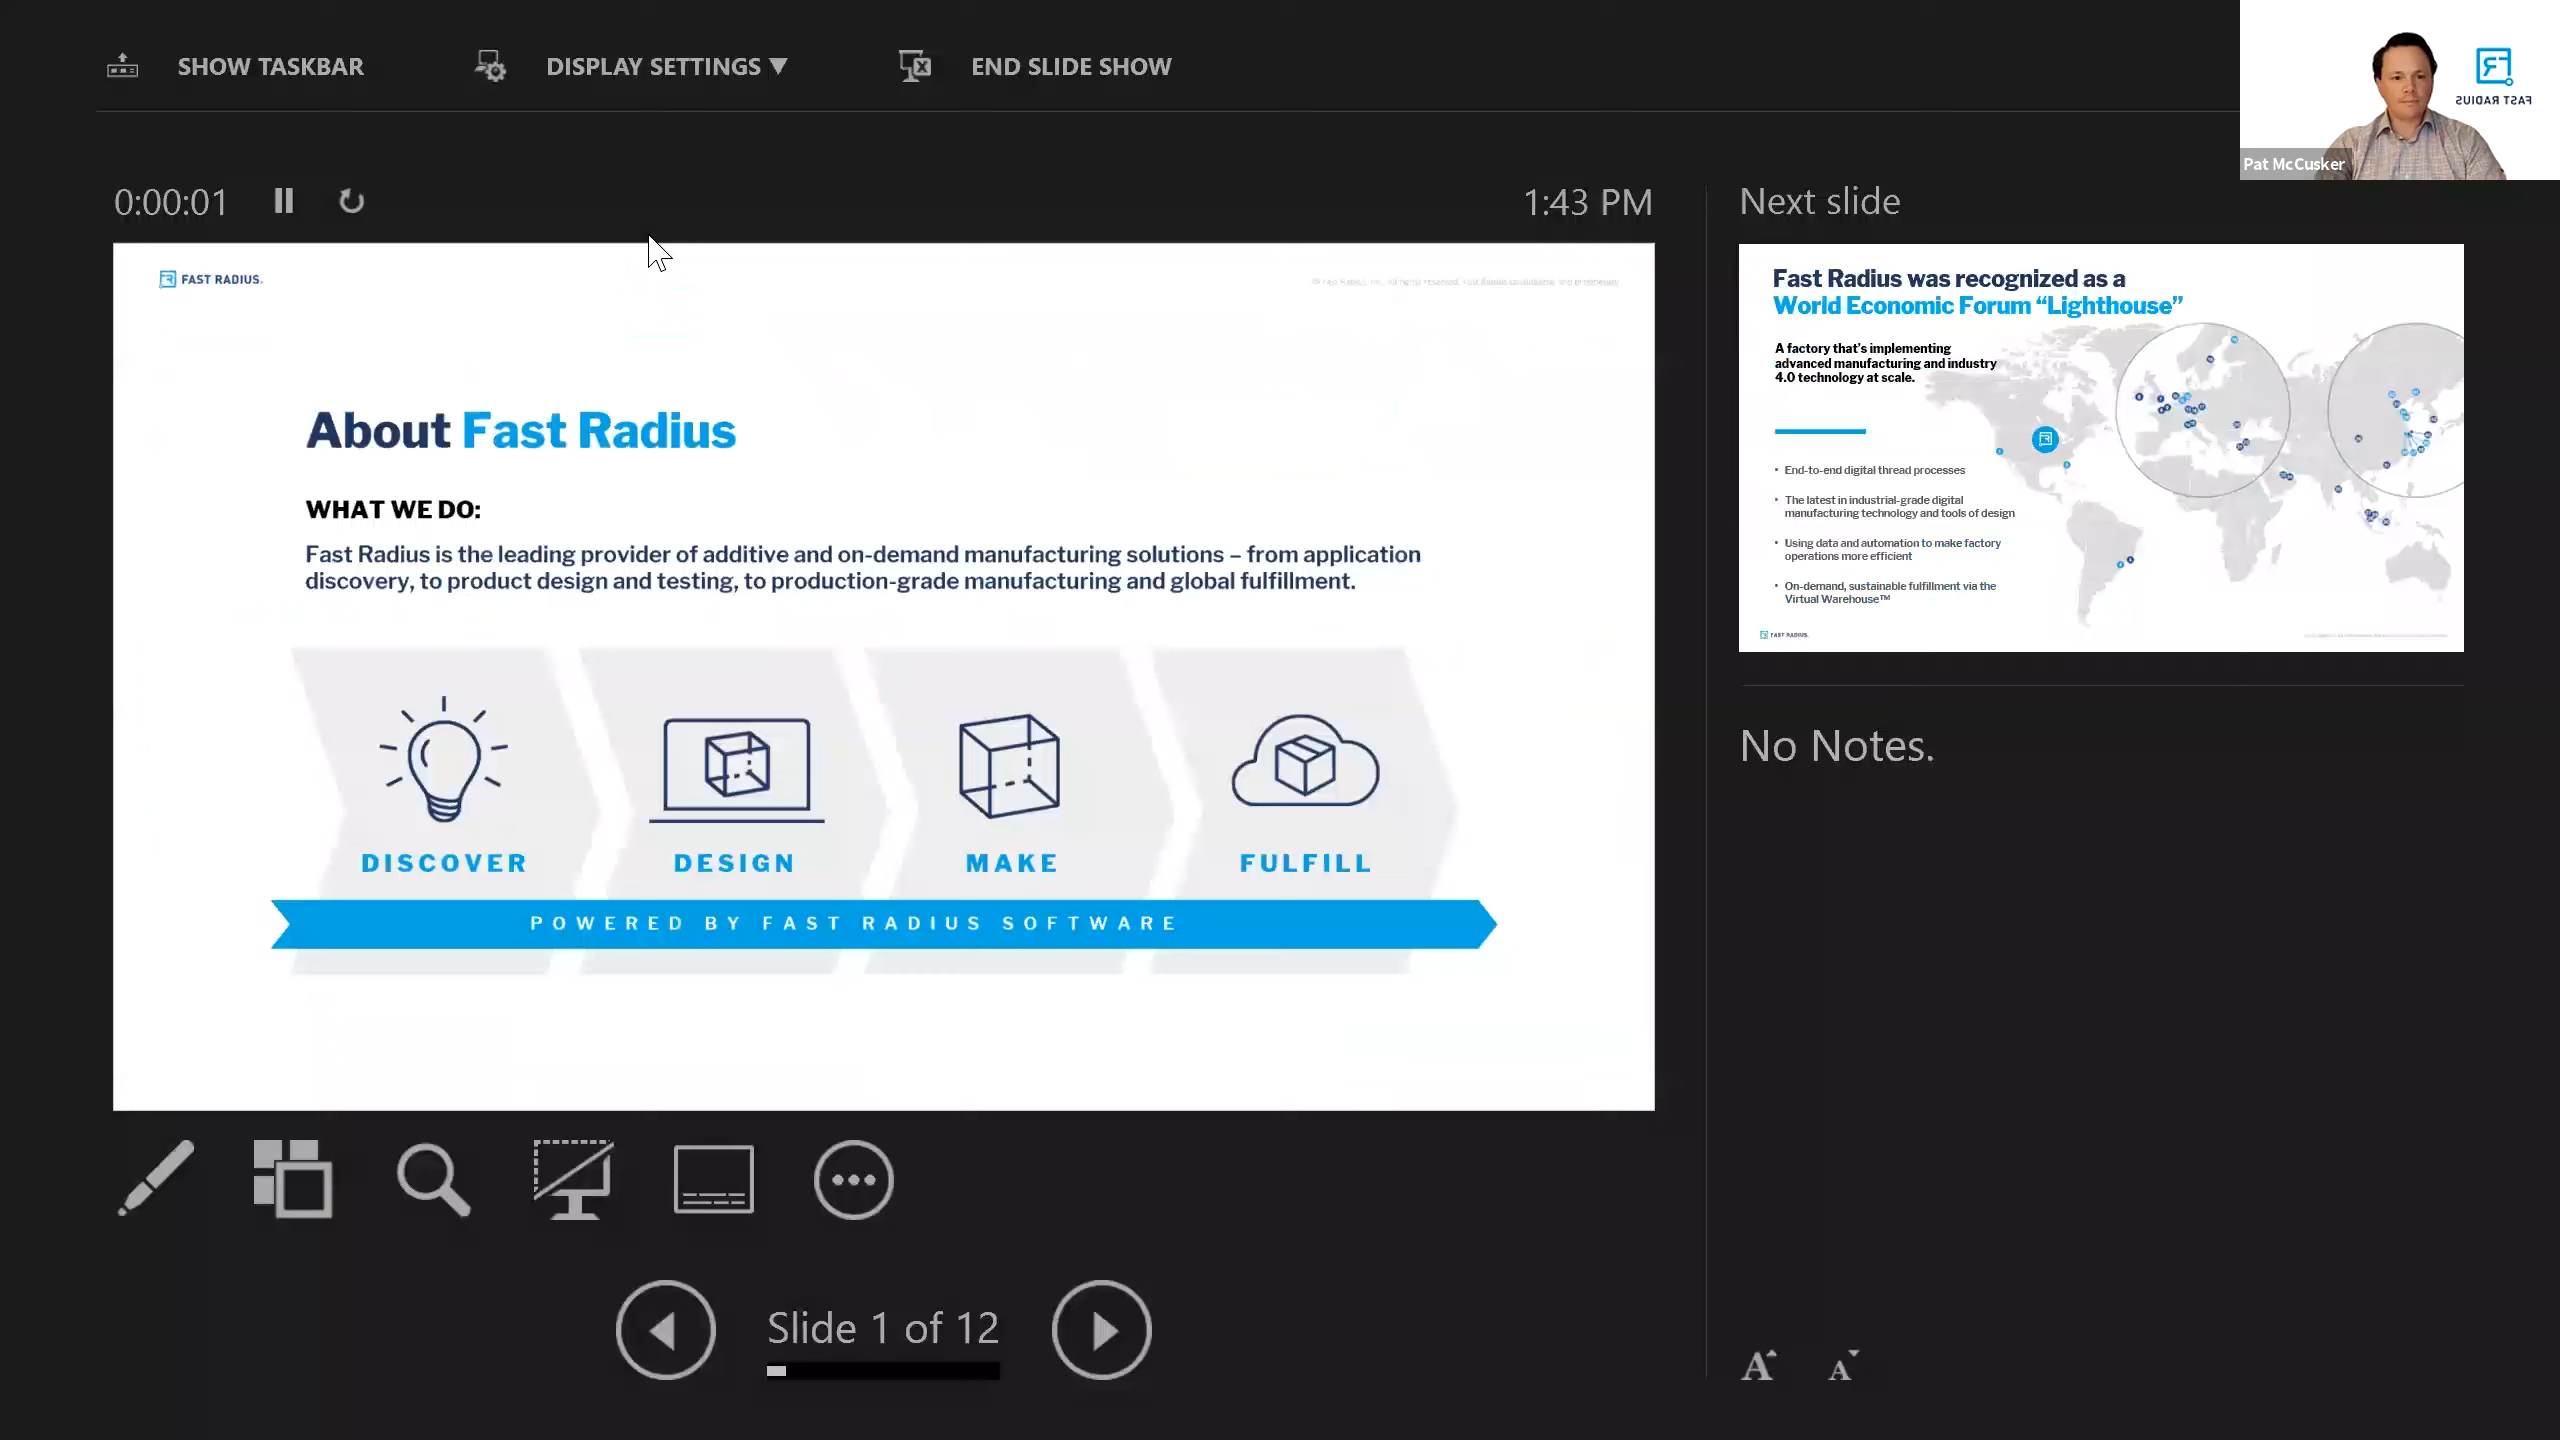 SHOW TASKBAR
DISPLAY SETTINGS ▼
END SLIDE SHOW
FAST RADIUS
Pat McCusker
0:00:01
1:43 PM
Next slide
FAST RADIUS.
About Fast Radius
WHAT WE DO:
Fast Radius is the leading provider of additive and on-demand manufacturing solutions – from application
discovery, to product design and testing, to production-grade manufacturing and global fulfillment.
DISCOVER
DESIGN
MAKE
FULFILL
POWERED BY FAST RADIUS SOFTWARE
Fast Radius was recognized as a
World Economic Forum “Lighthouse”
A factory that’s implementing
advanced manufacturing and industry
4.0 technology at scale.
• End-to-end digital thread processes
• The latest in industrial-grade digital
manufacturing technology and tools of design
• Using data and automation to make factory
operations more efficient
• On-demand, sustainable fulfillment via the
Virtual Warehouse™
FAST RADIUS.
No Notes.
Slide 1 of 12
A
A